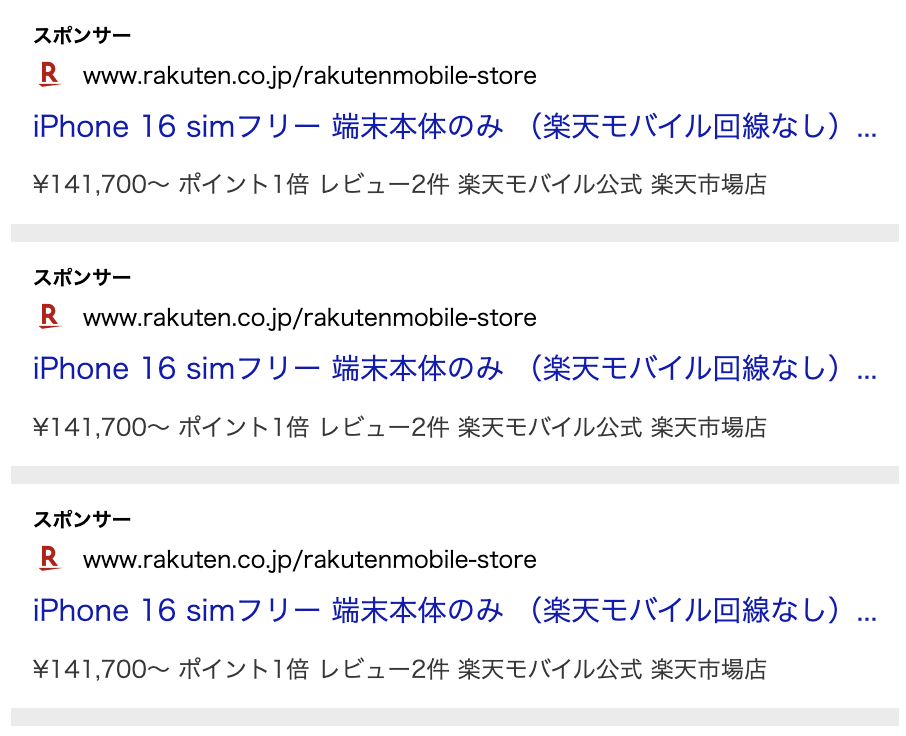 スポンサー
R www.rakuten.co.jp/rakutenmobile-store
iPhone 16 simフリー 端末本体のみ （楽天モバイル回線なし）...
¥141,700〜 ポイント1倍 レビュー2件 楽天モバイル公式 楽天市場店
スポンサー
R www.rakuten.co.jp/rakutenmobile-store
iPhone 16 simフリー 端末本体のみ （楽天モバイル回線なし）...
¥141,700〜 ポイント1倍 レビュー2件 楽天モバイル公式 楽天市場店
スポンサー
R www.rakuten.co.jp/rakutenmobile-store
iPhone 16 simフリー 端末本体のみ （楽天モバイル回線なし）...
¥141,700〜 ポイント1倍 レビュー2件 楽天モバイル公式 楽天市場店